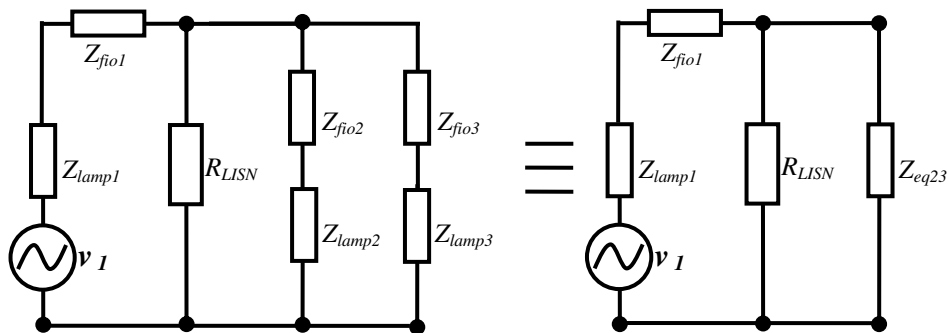 Z_fio1
Z_fio1
Z_fio2
Z_fio3
Z_lamp1
R_LISN
Z_lamp1
R_LISN
Z_eq23
Z_lamp2
Z_lamp3
v_1
v_1